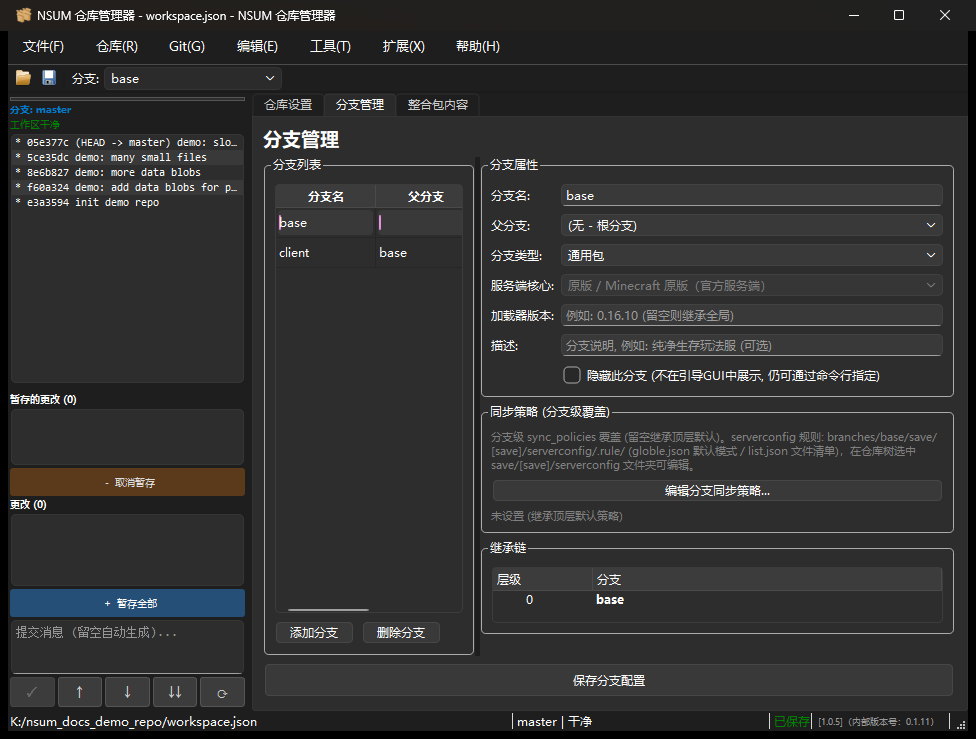 NSUM 仓库管理器 - workspace.json - NSUM 仓库管理器
文件(F) 仓库(R) Git(G) 编辑(E) 工具(T) 扩展(X) 帮助(H)
分支: base
分支: master
工作区干净
* 05e377c (HEAD -> master) demo: slo...
* 5ce35dc demo: many small files
* 8e6b827 demo: more data blobs
* f60a324 demo: add data blobs for p...
* e3a3594 init demo repo
暂存的更改 (0)
- 取消暂存
更改 (0)
+ 暂存全部
提交消息 (留空自动生成)...
仓库设置 分支管理 整合包内容
分支管理
分支列表
分支名 父分支
base
client base
添加分支 删除分支
分支属性
分支名: base
父分支: (无 - 根分支)
分支类型: 通用包
服务端核心: 原版 / Minecraft 原版（官方服务端）
加载器版本: 例如: 0.16.10 (留空则继承全局)
描述: 分支说明, 例如: 纯净生存玩法服 (可选)
隐藏此分支 (不在引导GUI中展示, 仍可通过命令行指定)
同步策略 (分支级覆盖)
分支级 sync_policies 覆盖 (留空继承顶层默认)。serverconfig 规则: branches/base/save/
[save]/serverconfig/.rule/ (globle.json 默认模式 / list.json 文件清单)，在仓库树选中
save/[save]/serverconfig 文件夹可编辑。
编辑分支同步策略...
未设置 (继承顶层默认策略)
继承链
层级 分支
0 base
保存分支配置
K:/nsum_docs_demo_repo/workspace.json
master | 干净
已保存
[1.0.5]（内部版本号：0.1.11）